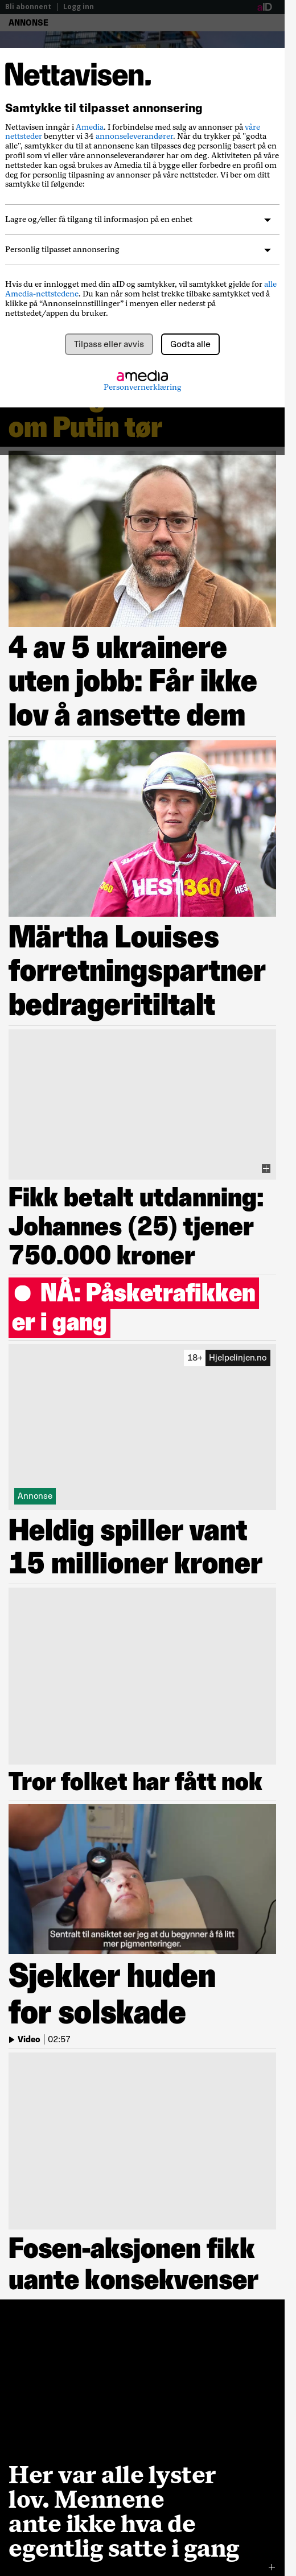 Bli abonnent | Logg inn
aID
ANNONSE
Nettavisen.
Samtykke til tilpasset annonsering
Nettavisen inngår i Amedia. I forbindelse med salg av annonser på våre
nettsteder benytter vi 34 annonseleverandører. Når du trykker på "godta
alle", samtykker du til at annonsene kan tilpasses deg personlig basert på en
profil som vi eller våre annonseleverandører har om deg. Aktiviteten på våre
nettsteder kan også brukes av Amedia til å bygge eller forbedre en profil om
deg for personlig tilpasning av annonser på våre nettsteder. Vi ber om ditt
samtykke til følgende:
Lagre og/eller få tilgang til informasjon på en enhet
Personlig tilpasset annonsering
Hvis du er innlogget med din aID og samtykker, vil samtykket gjelde for alle
Amedia-nettstedene. Du kan når som helst trekke tilbake samtykket ved å
klikke på “Annonseinnstillinger” i menyen eller nederst på
nettstedet/appen du bruker.
Tilpass eller avvis
Godta alle
amedia
Personvernerklæring
om Putin tør
4 av 5 ukrainere
uten jobb: Får ikke
lov å ansette dem
360
HEST360
HES
Märtha Louises
forretningspartner
bedrageritiltalt
Fikk betalt utdanning:
Johannes (25) tjener
750.000 kroner
NÅ: Påsketrafikken
er i gang
18+ Hjelpelinjen.no
Annonse
Heldig spiller vant
15 millioner kroner
Tror folket har fått nok
Sentralt til ansiktet ser jeg at du begynner å få litt
mer pigmenteringer.
Sjekker huden
for solskade
Video | 02:57
Fosen-aksjonen fikk
uante konsekvenser
Her var alle lyster
lov. Mennene
ante ikke hva de
egentlig satte i gang